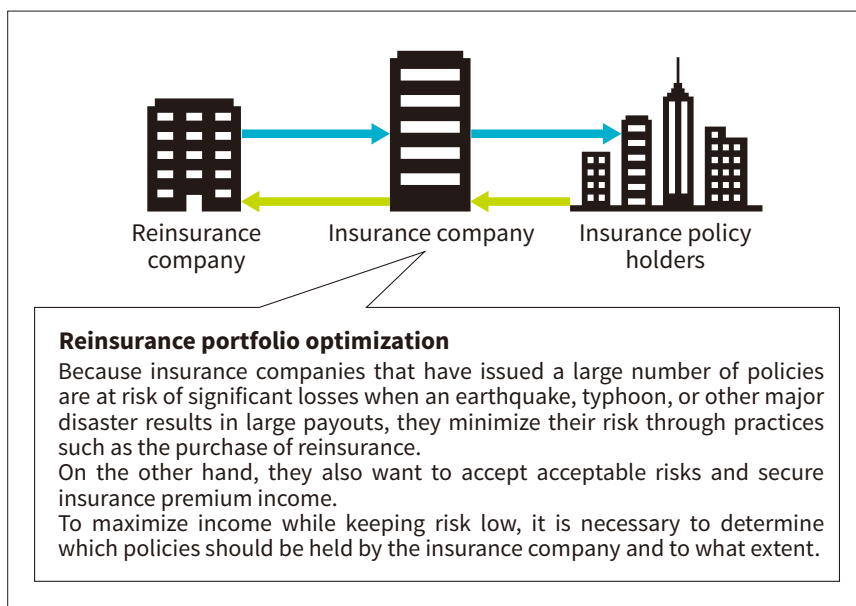 Reinsurance
company
Insurance company
Insurance policy
holders
Reinsurance portfolio optimization
Because insurance companies that have issued a large number of policies
are at risk of significant losses when an earthquake, typhoon, or other major
disaster results in large payouts, they minimize their risk through practices
such as the purchase of reinsurance.
On the other hand, they also want to accept acceptable risks and secure
insurance premium income.
To maximize income while keeping risk low, it is necessary to determine
which policies should be held by the insurance company and to what extent.